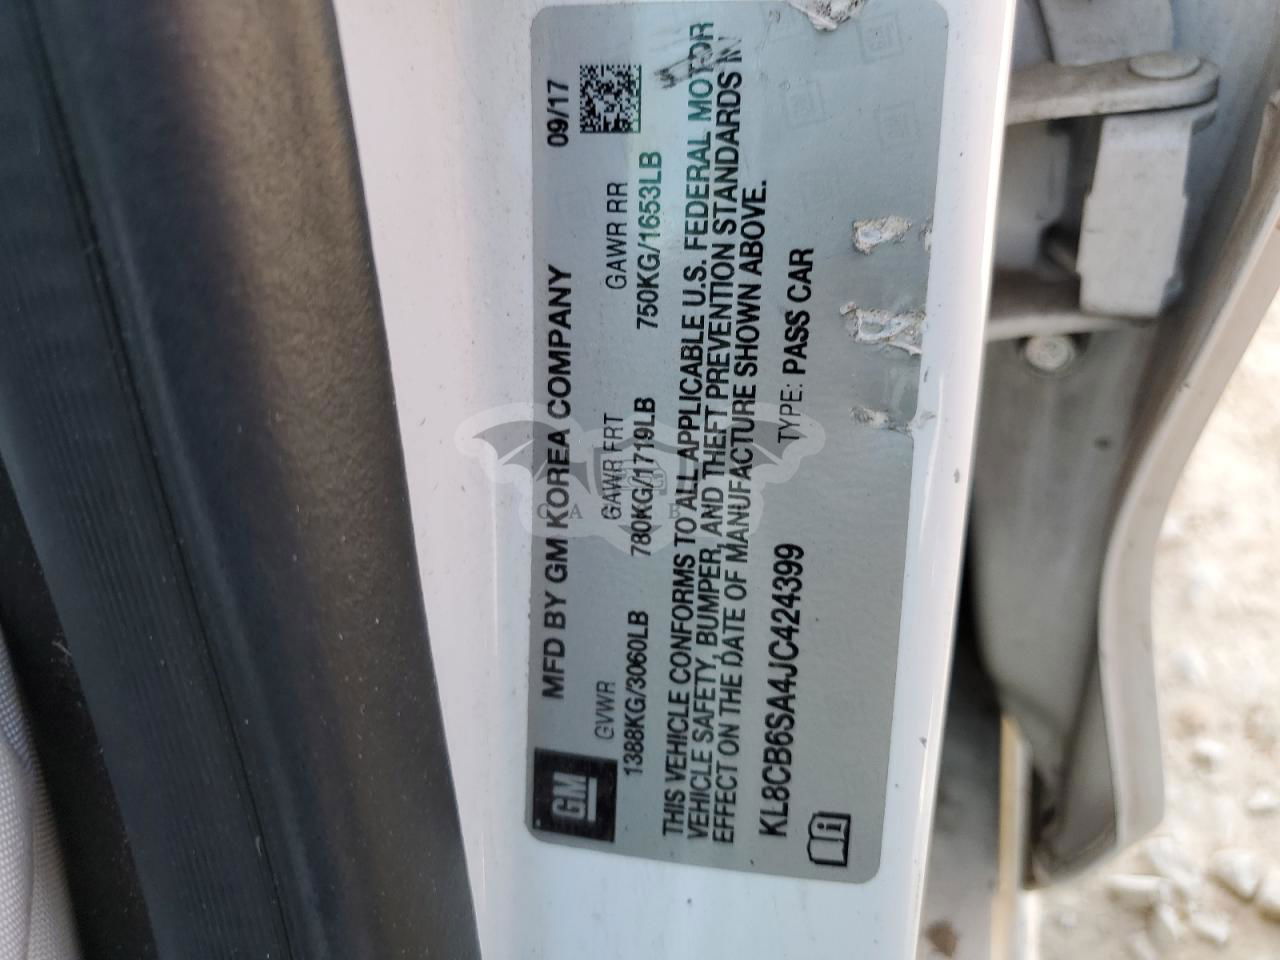 GM
MFD BY GM KOREA COMPANY 09/17
GVWR GAWR FRT GAWR RR
1388KG/3060LB 780KG/1719LB 750KG/1653LB
THIS VEHICLE CONFORMS TO ALL APPLICABLE U.S. FEDERAL MOTOR
VEHICLE SAFETY, BUMPER, AND THEFT PREVENTION STANDARDS IN
EFFECT ON THE DATE OF MANUFACTURE SHOWN ABOVE.
KL8CB6SA4JC424399 TYPE: PASS CAR